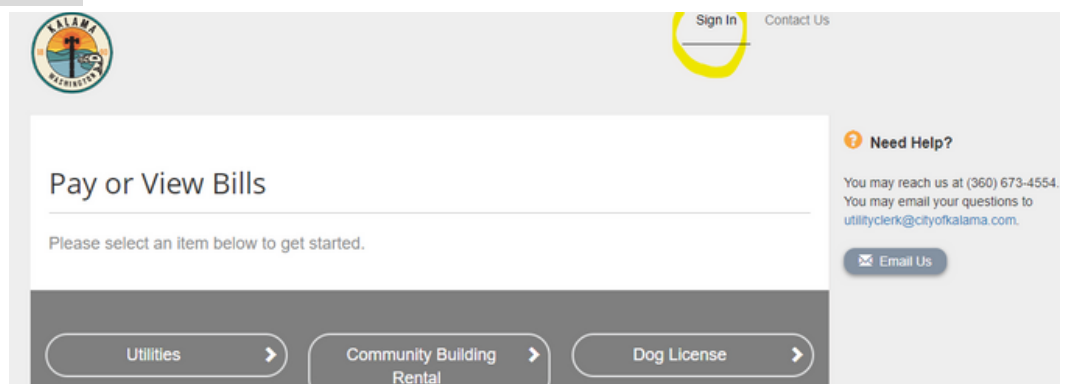 KALAMA
WASHINGTON
Sign In
Contact Us
Pay or View Bills
Please select an item below to get started.
Utilities
Community Building
Rental
Dog License
Need Help?
You may reach us at (360) 673-4554.
You may email your questions to
utilityclerk@cityofkalama.com.
Email Us